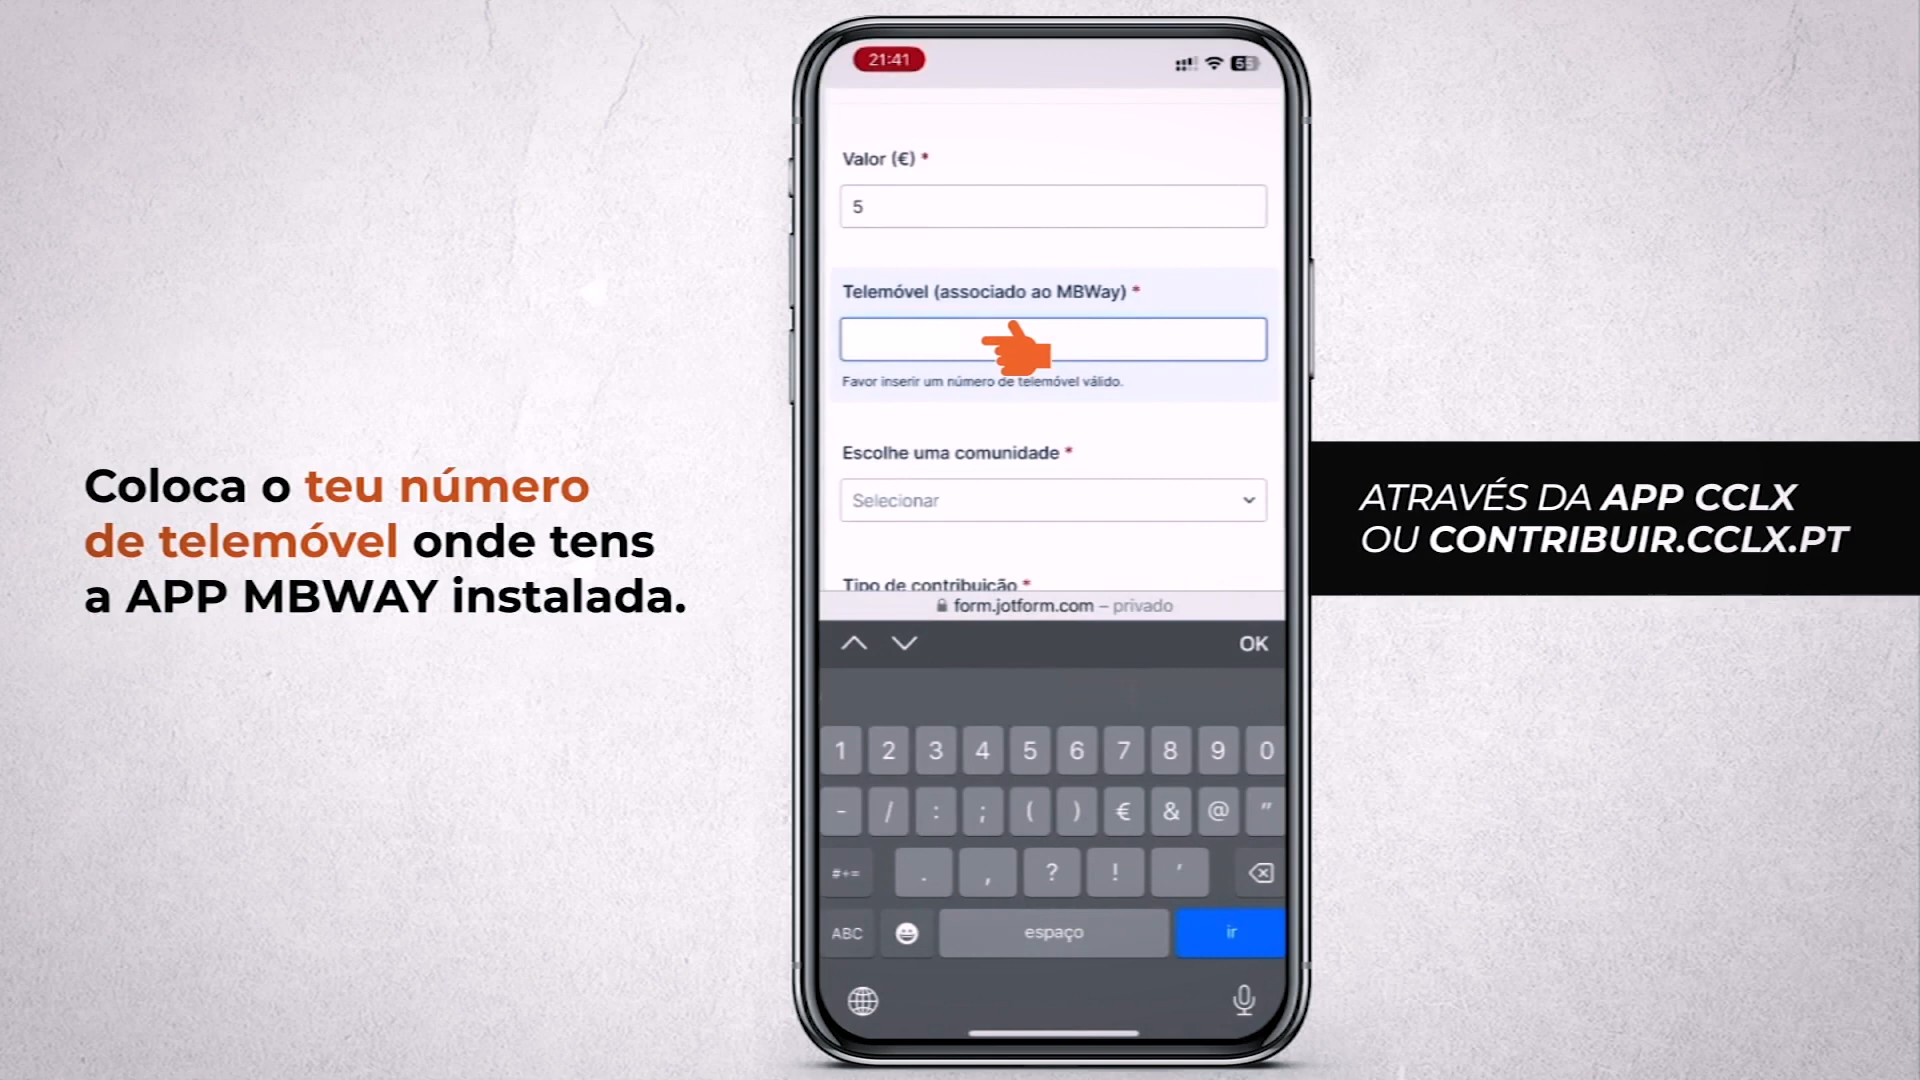 Coloca o teu número
de telemóvel onde tens
a APP MBWAY instalada.
21:41
55
Valor (€) *
5
Telemóvel (associado ao MBWay) *
Favor inserir um número de telemóvel válido.
Escolhe uma comunidade *
Selecionar
Tipo de contribuição *
form.jotform.com – privado
OK
1 2 3 4 5 6 7 8 9 0
- / : ; ( ) € & @ "
#+= . , ? ! '
ABC espaço ir
ATRAVÉS DA APP CCLX
OU CONTRIBUIR.CCLX.PT